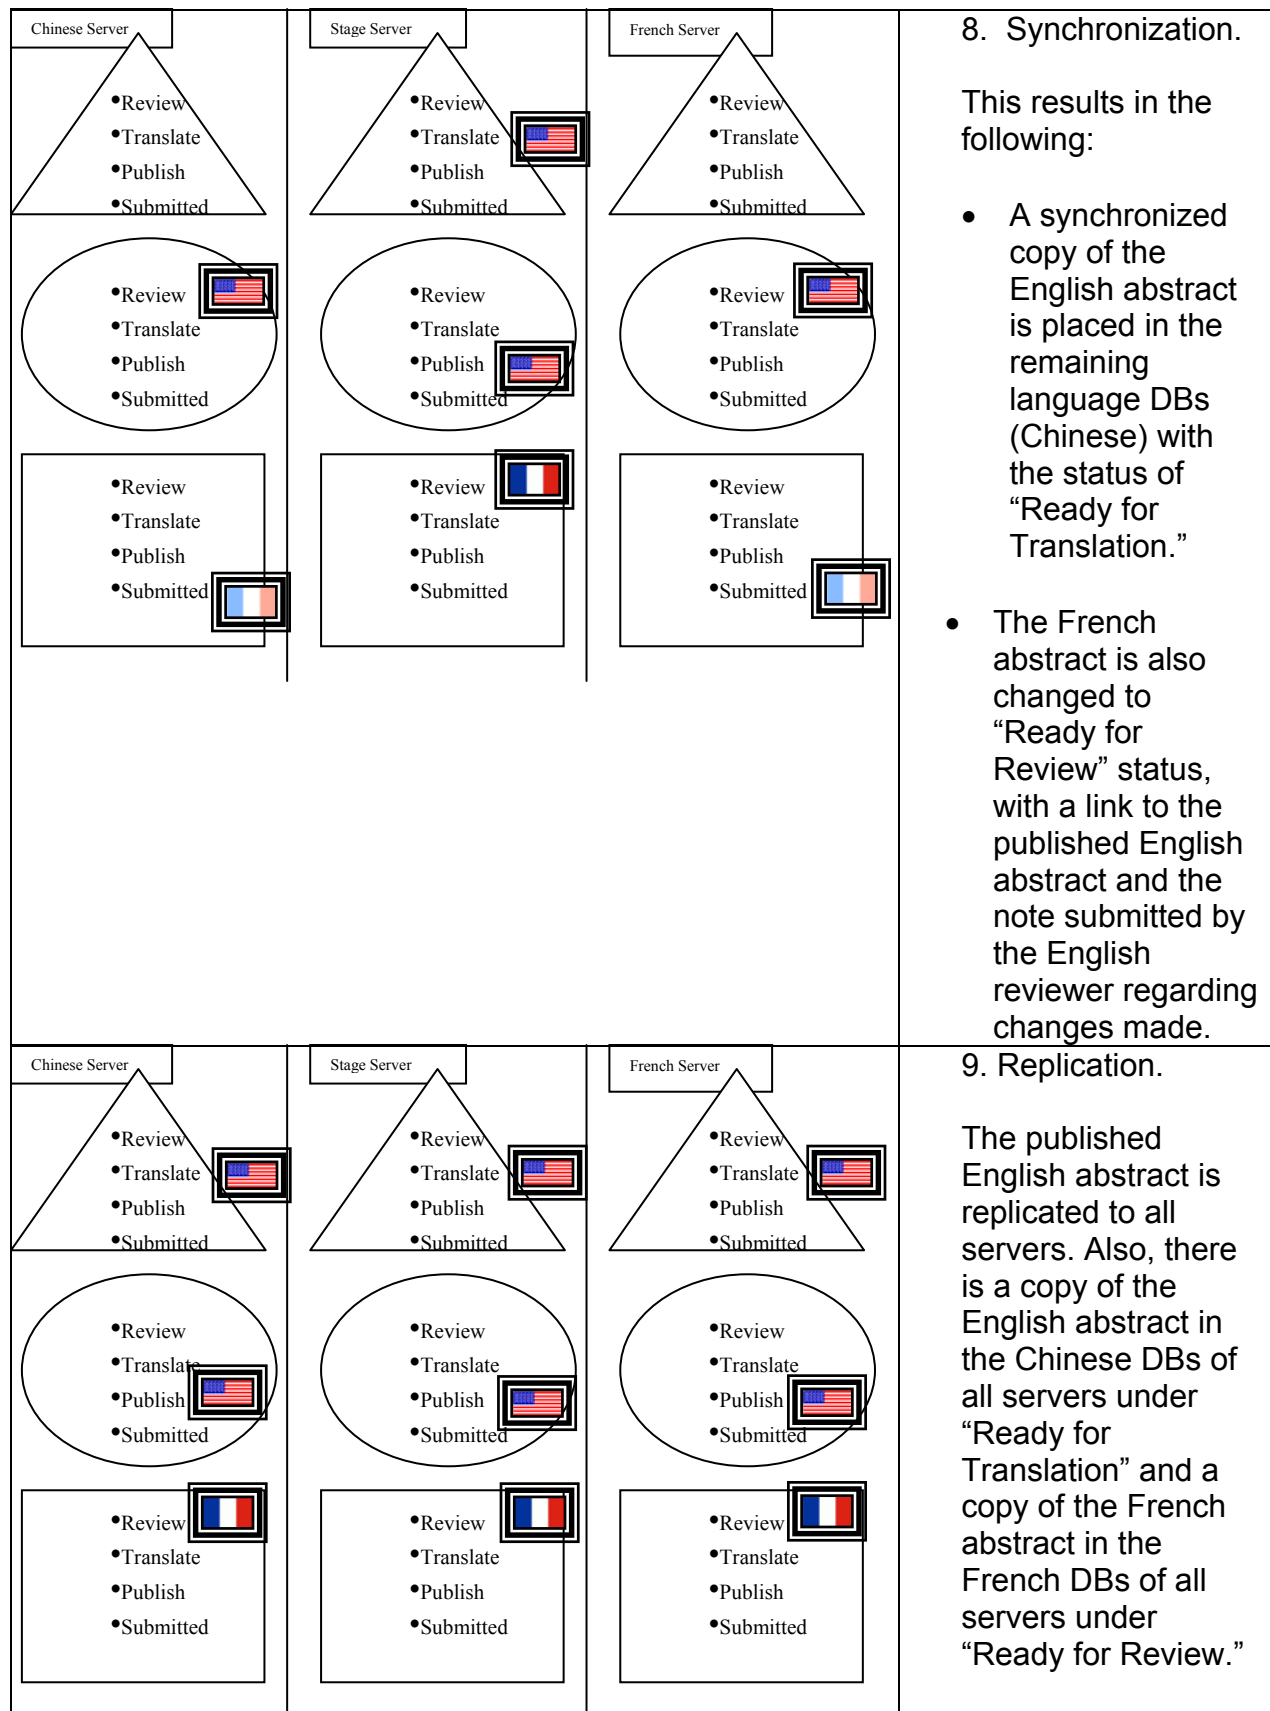 Chinese Server
•Review
•Translate
•Publish
•Submitted
•Review
•Translate
•Publish
•Submitted
•Review
•Translate
•Publish
•Submitted
Stage Server
•Review
•Translate
•Publish
•Submitted
•Review
•Translate
•Publish
•Submitted
•Review
•Translate
•Publish
•Submitted
French Server
•Review
•Translate
•Publish
•Submitted
•Review
•Translate
•Publish
•Submitted
•Review
•Translate
•Publish
•Submitted
8. Synchronization.
This results in the
following:
• A synchronized
copy of the
English abstract
is placed in the
remaining
language DBs
(Chinese) with
the status of
“Ready for
Translation.”
• The French
abstract is also
changed to
“Ready for
Review” status,
with a link to the
published English
abstract and the
note submitted by
the English
reviewer regarding
changes made.
Chinese Server
•Review
•Translate
•Publish
•Submitted
•Review
•Translate
•Publish
•Submitted
•Review
•Translate
•Publish
•Submitted
Stage Server
•Review
•Translate
•Publish
•Submitted
•Review
•Translate
•Publish
•Submitted
•Review
•Translate
•Publish
•Submitted
French Server
•Review
•Translate
•Publish
•Submitted
•Review
•Translate
•Publish
•Submitted
•Review
•Translate
•Publish
•Submitted
9. Replication.
The published
English abstract is
replicated to all
servers. Also, there
is a copy of the
English abstract in
the Chinese DBs of
all servers under
“Ready for
Translation” and a
copy of the French
abstract in the
French DBs of all
servers under
“Ready for Review.”